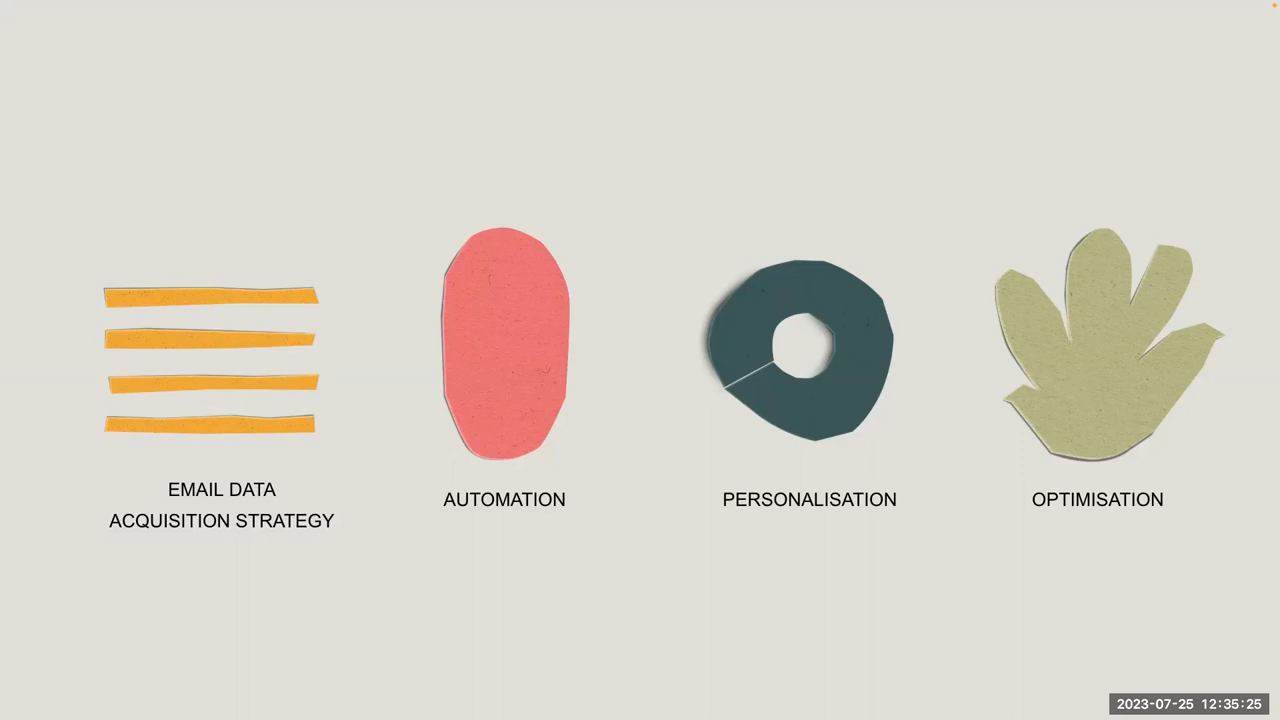 EMAIL DATA
ACQUISITION STRATEGY
AUTOMATION
PERSONALISATION
OPTIMISATION
2023-07-25 12:35:25